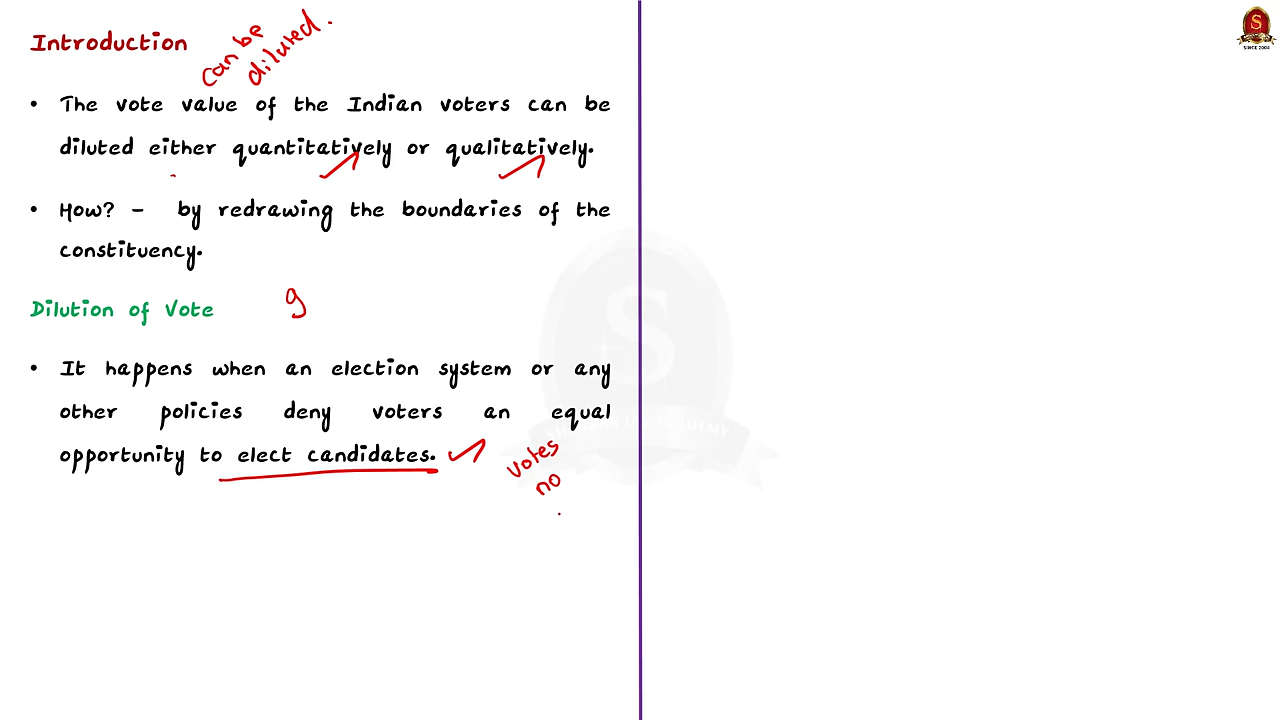 Introduction
can be
diluted.
• The vote value of the Indian voters can be
diluted either quantitatively or qualitatively.
• How? - by redrawing the boundaries of the
constituency.
Dilution of Vote
• It happens when an election system or any
other policies deny voters an equal
opportunity to elect candidates.
votes
no
S
SINCE 2004